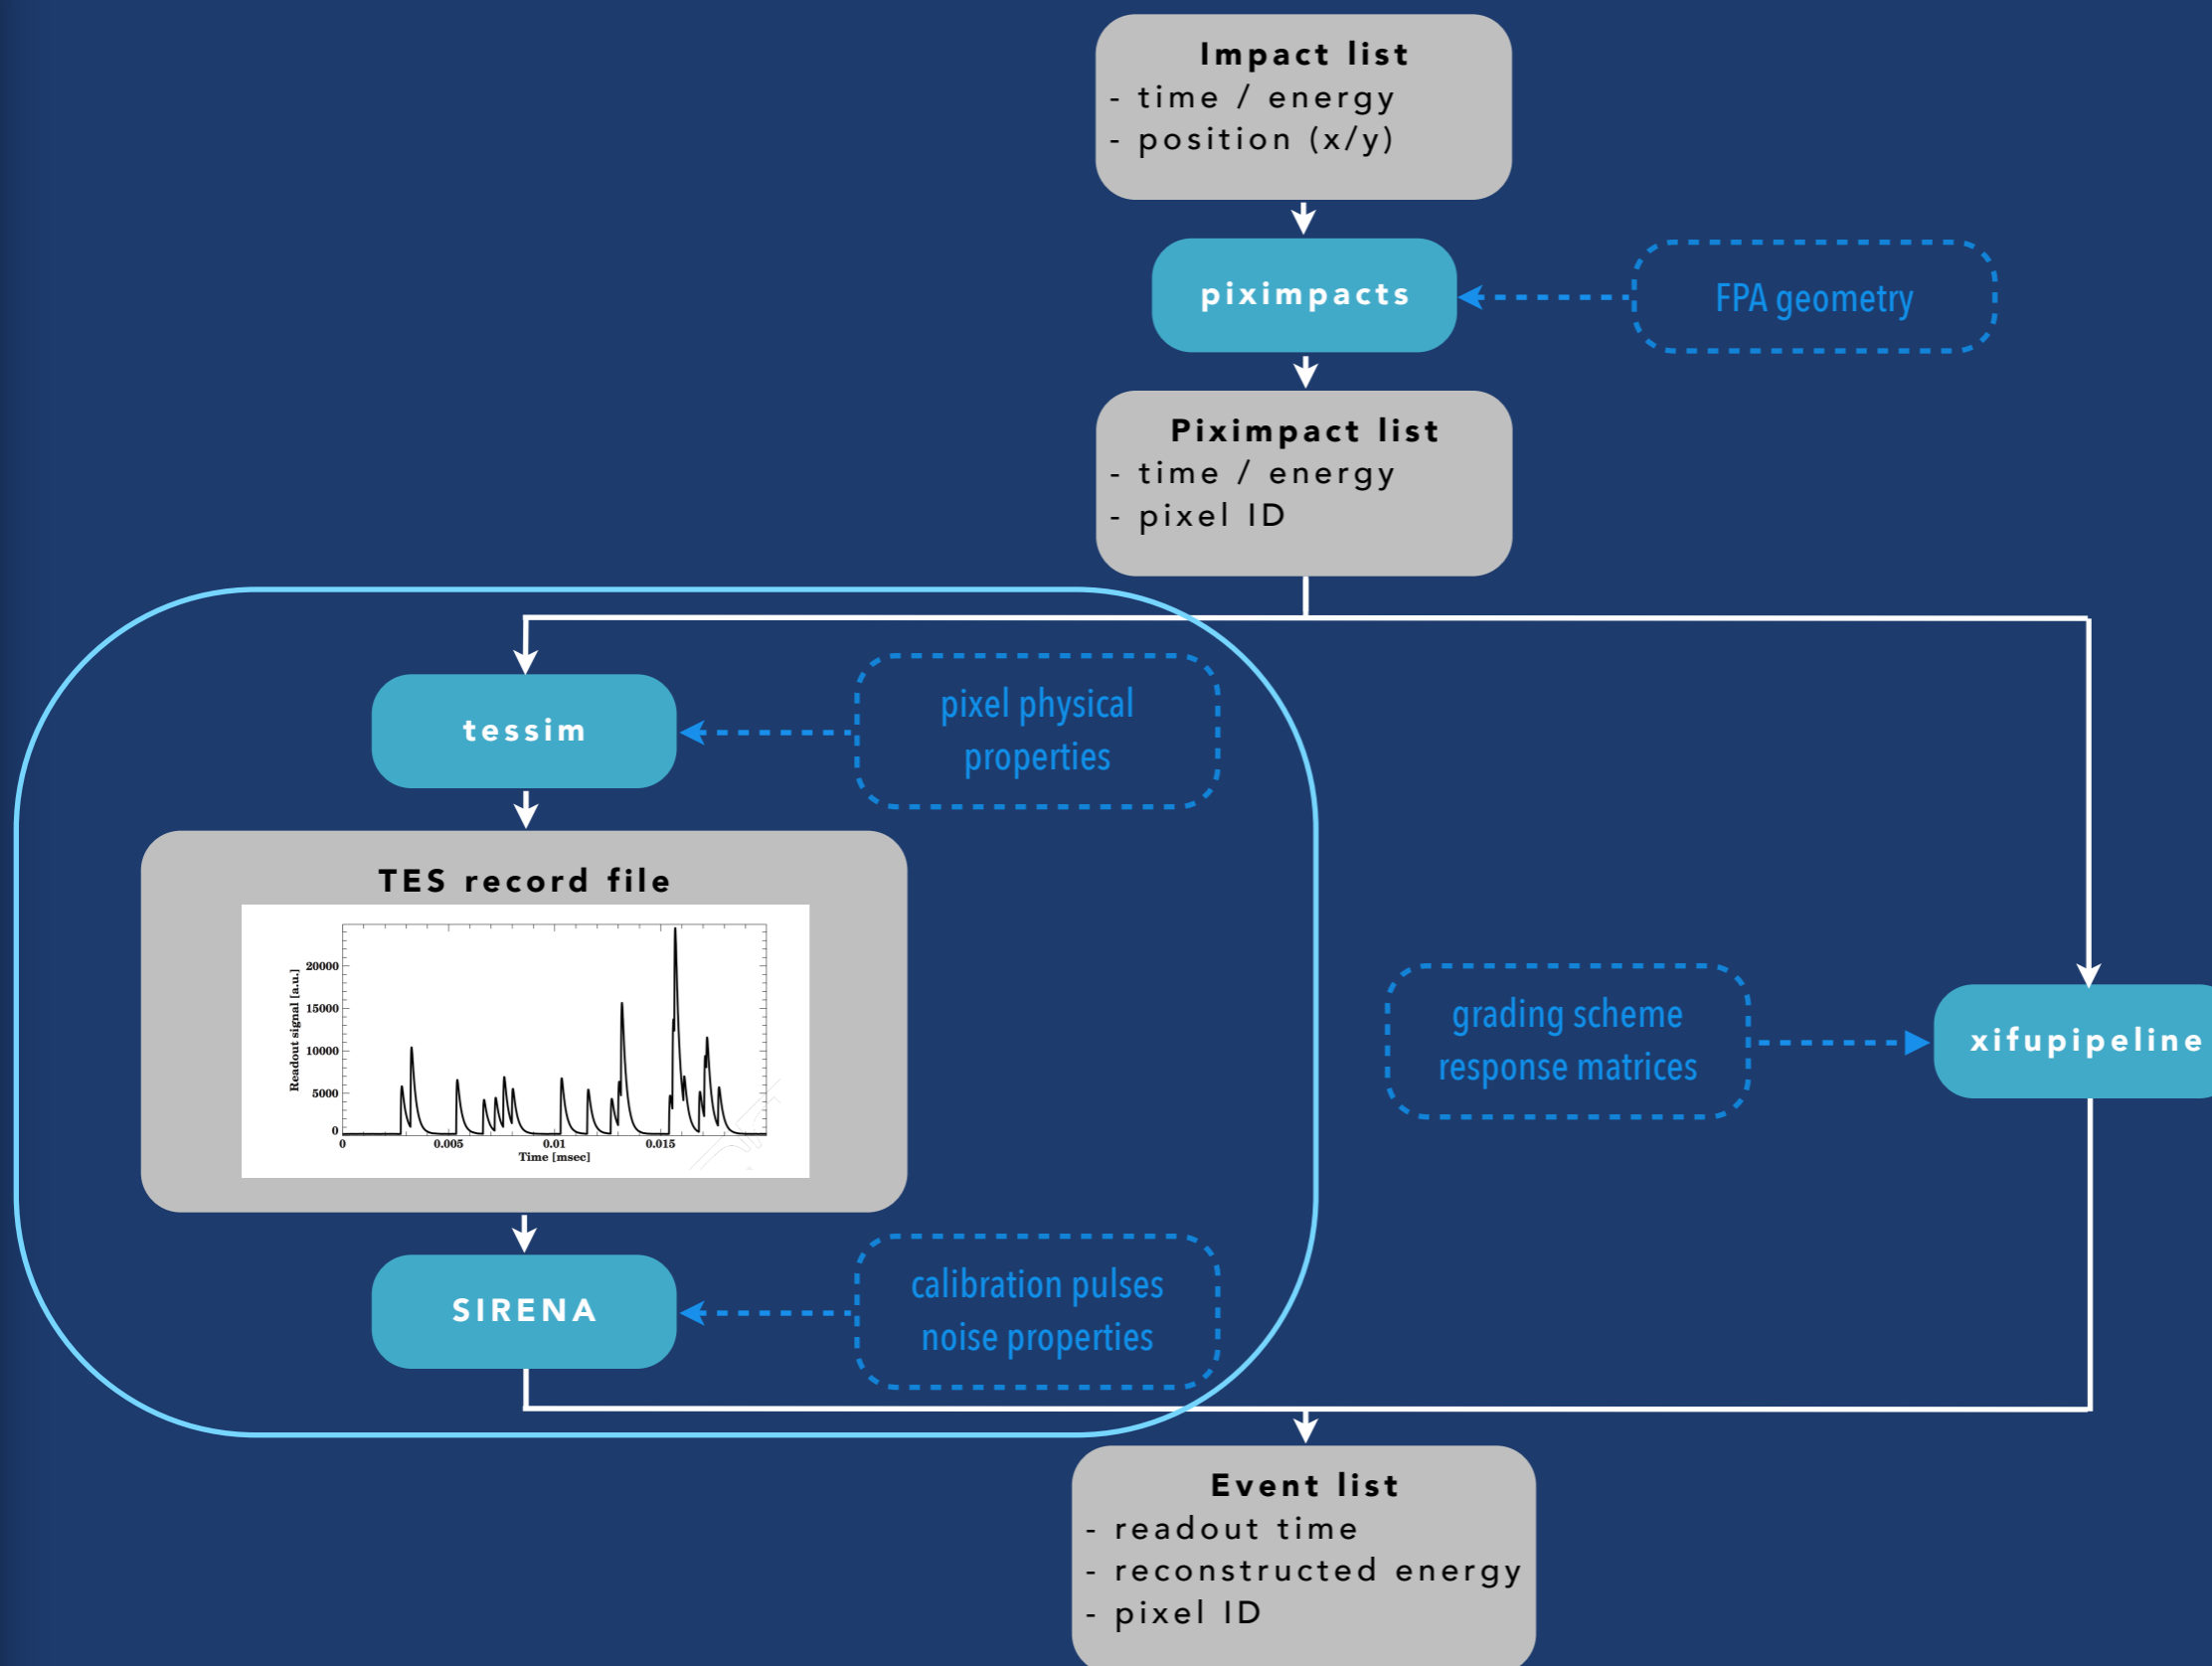 Impact list
- time / energy
- position (x/y)
piximpacts
FPA geometry
Piximpact list
- time / energy
- pixel ID
tessim
pixel physical
properties
TES record file
Readout signal [a.u.]
20000
15000
10000
5000
0
0 0.005 0.01 0.015
Time [msec]
grading scheme
response matrices
xifupipeline
SIRENA
calibration pulses
noise properties
Event list
- readout time
- reconstructed energy
- pixel ID